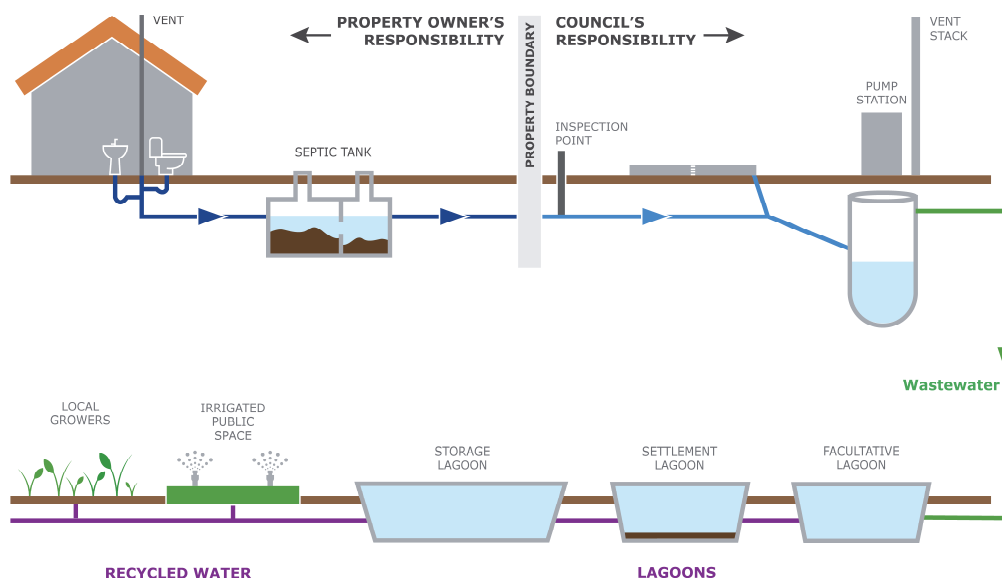 VENT
PROPERTY OWNER’S
RESPONSIBILITY
COUNCIL’S
RESPONSIBILITY
PROPERTY BOUNDARY
VENT
STACK
PUMP
STATION
INSPECTION
POINT
SEPTIC TANK
Wastewater
LOCAL
GROWERS
IRRIGATED
PUBLIC
SPACE
STORAGE
LAGOON
SETTLEMENT
LAGOON
FACULTATIVE
LAGOON
RECYCLED WATER
LAGOONS